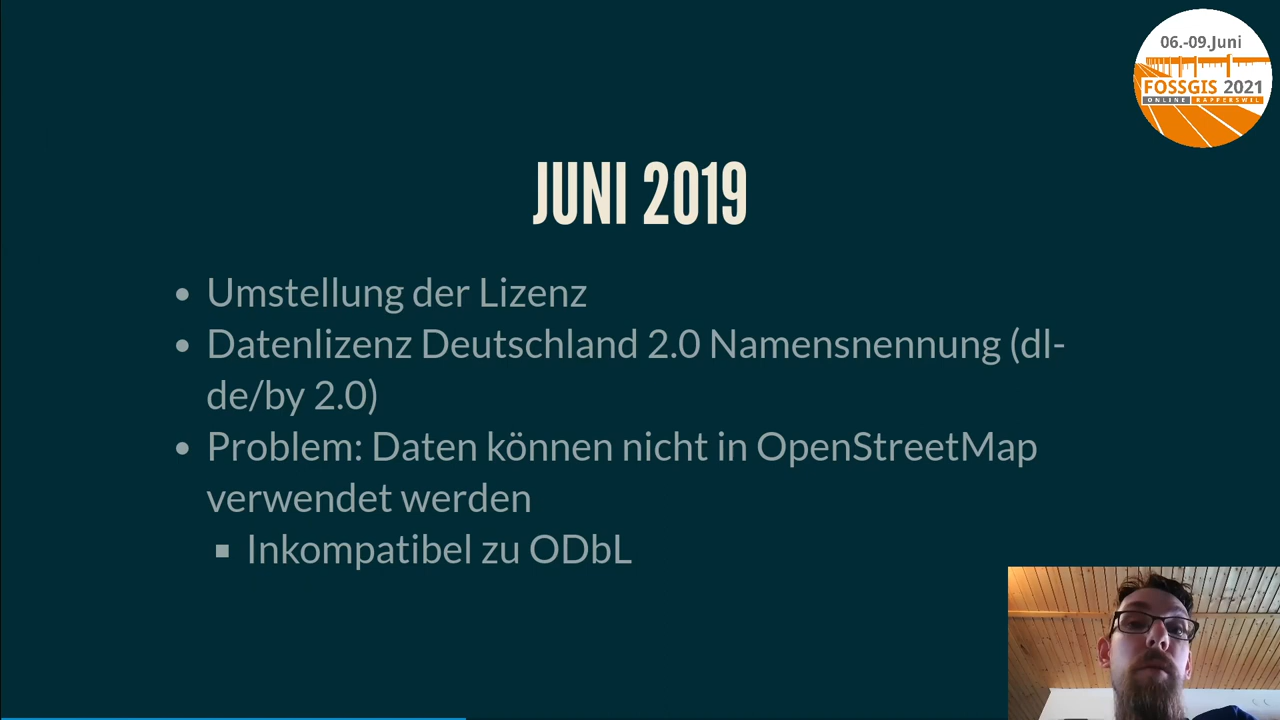 06.-09.Juni
FOSSGIS 2021
ONLINE RAPPERSWIL
JUNI 2019
Umstellung der Lizenz
Datenlizenz Deutschland 2.0 Namensnennung (dl-
de/by 2.0)
Problem: Daten können nicht in OpenStreetMap
verwendet werden
Inkompatibel zu ODbL